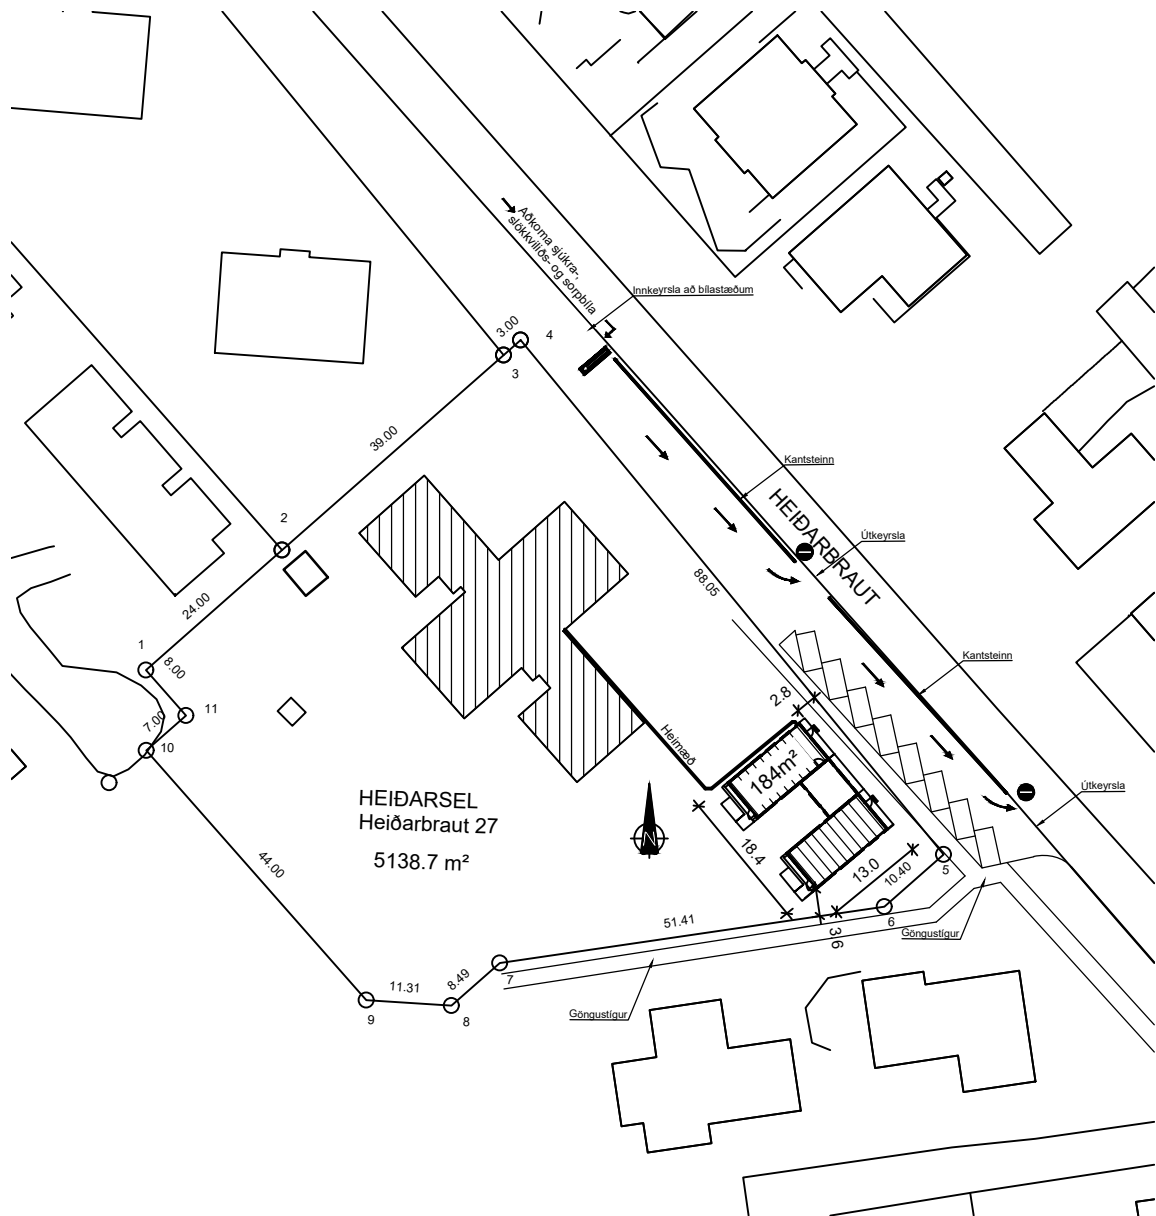 Aðkoma sjúkra-,
slökkviliðs- og sorpbíla
Innkeyrsla að bílastæðum
3.00
4
3
39.00
Kantsteinn
HEIÐARBRAUT
Útkeyrsla
2
88.05
24.00
1
8.00
Kantsteinn
2.8
11
7.00
10
Heimæð
184m²
Útkeyrsla
HEIÐARSEL
Heiðarbraut 27
5138.7 m²
N
18.4
13.0
10.40
5
44.00
6
51.41
3.6
Göngustígur
7
8.49
11.31
9
8
Göngustígur